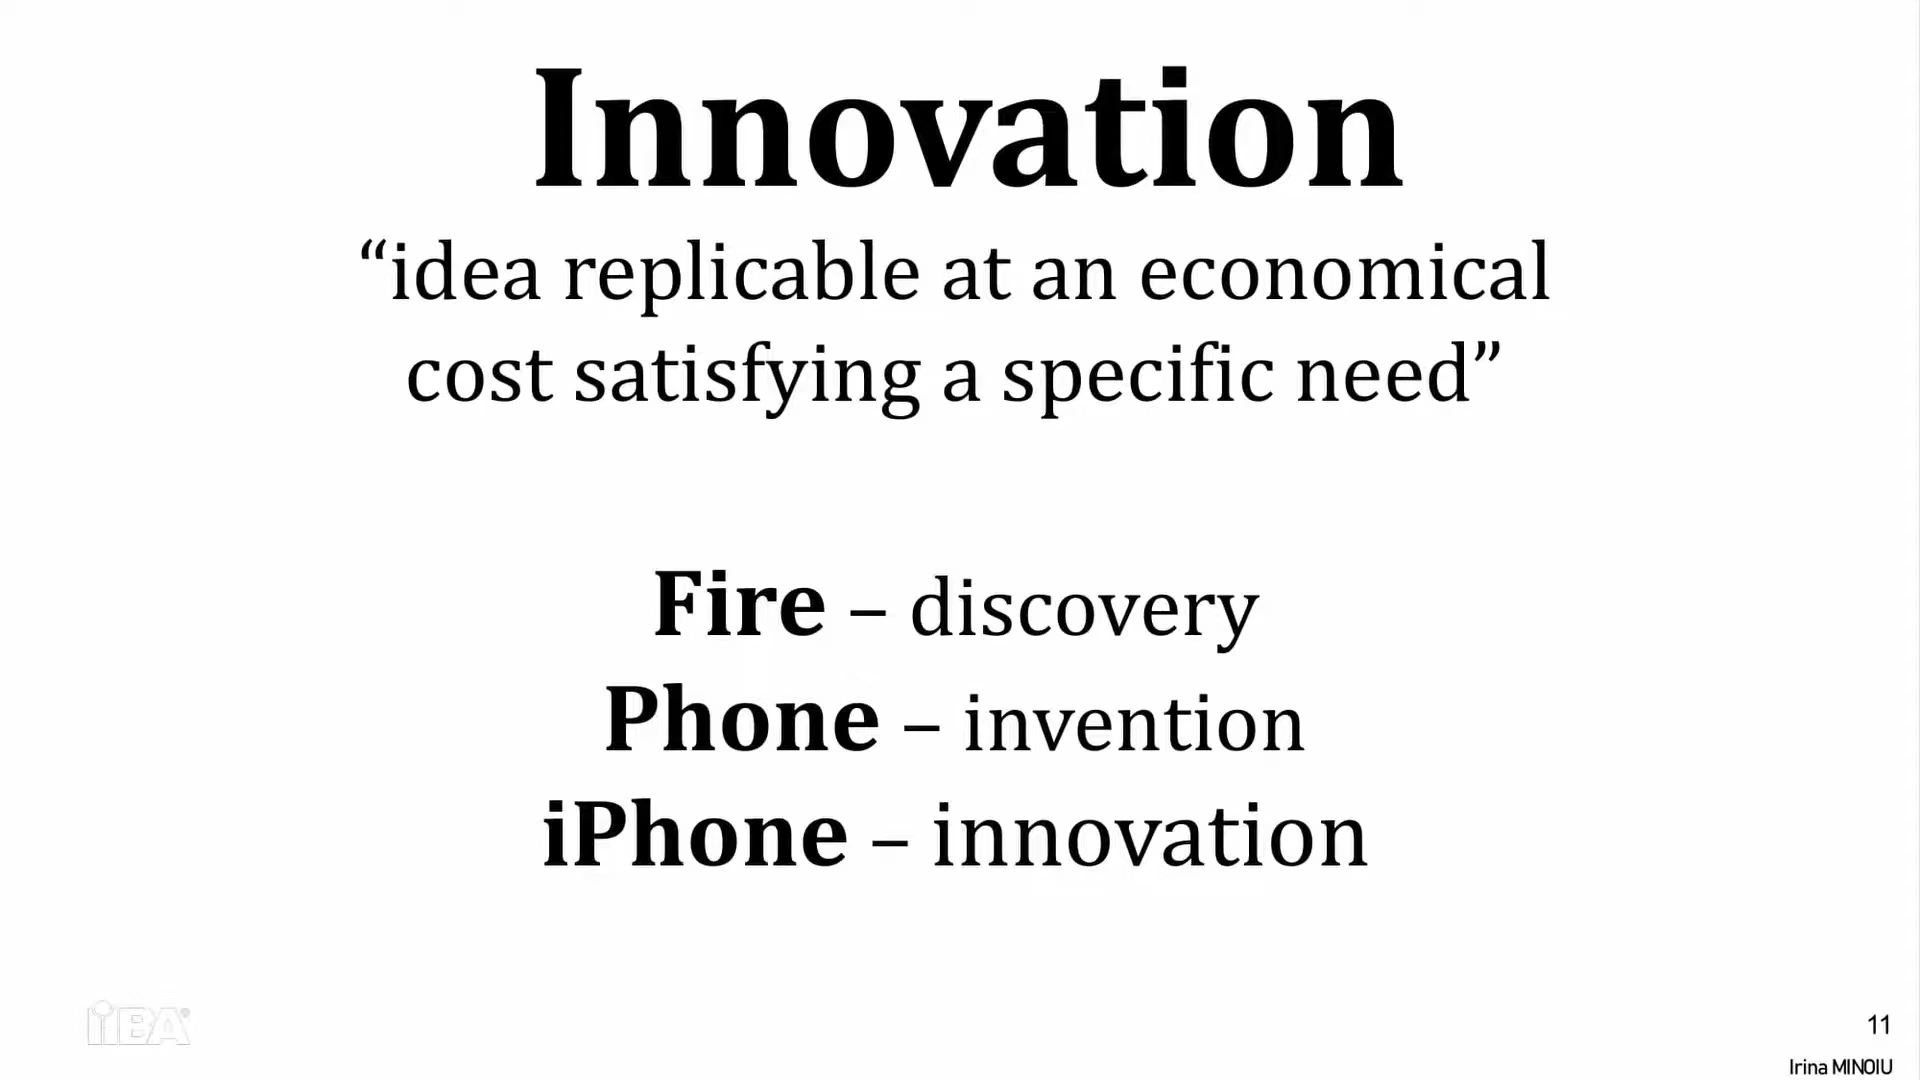 Innovation
“idea replicable at an economical
cost satisfying a specific need”
Fire – discovery
Phone – invention
iPhone – innovation
iiBA®
11
Irina MINOIU